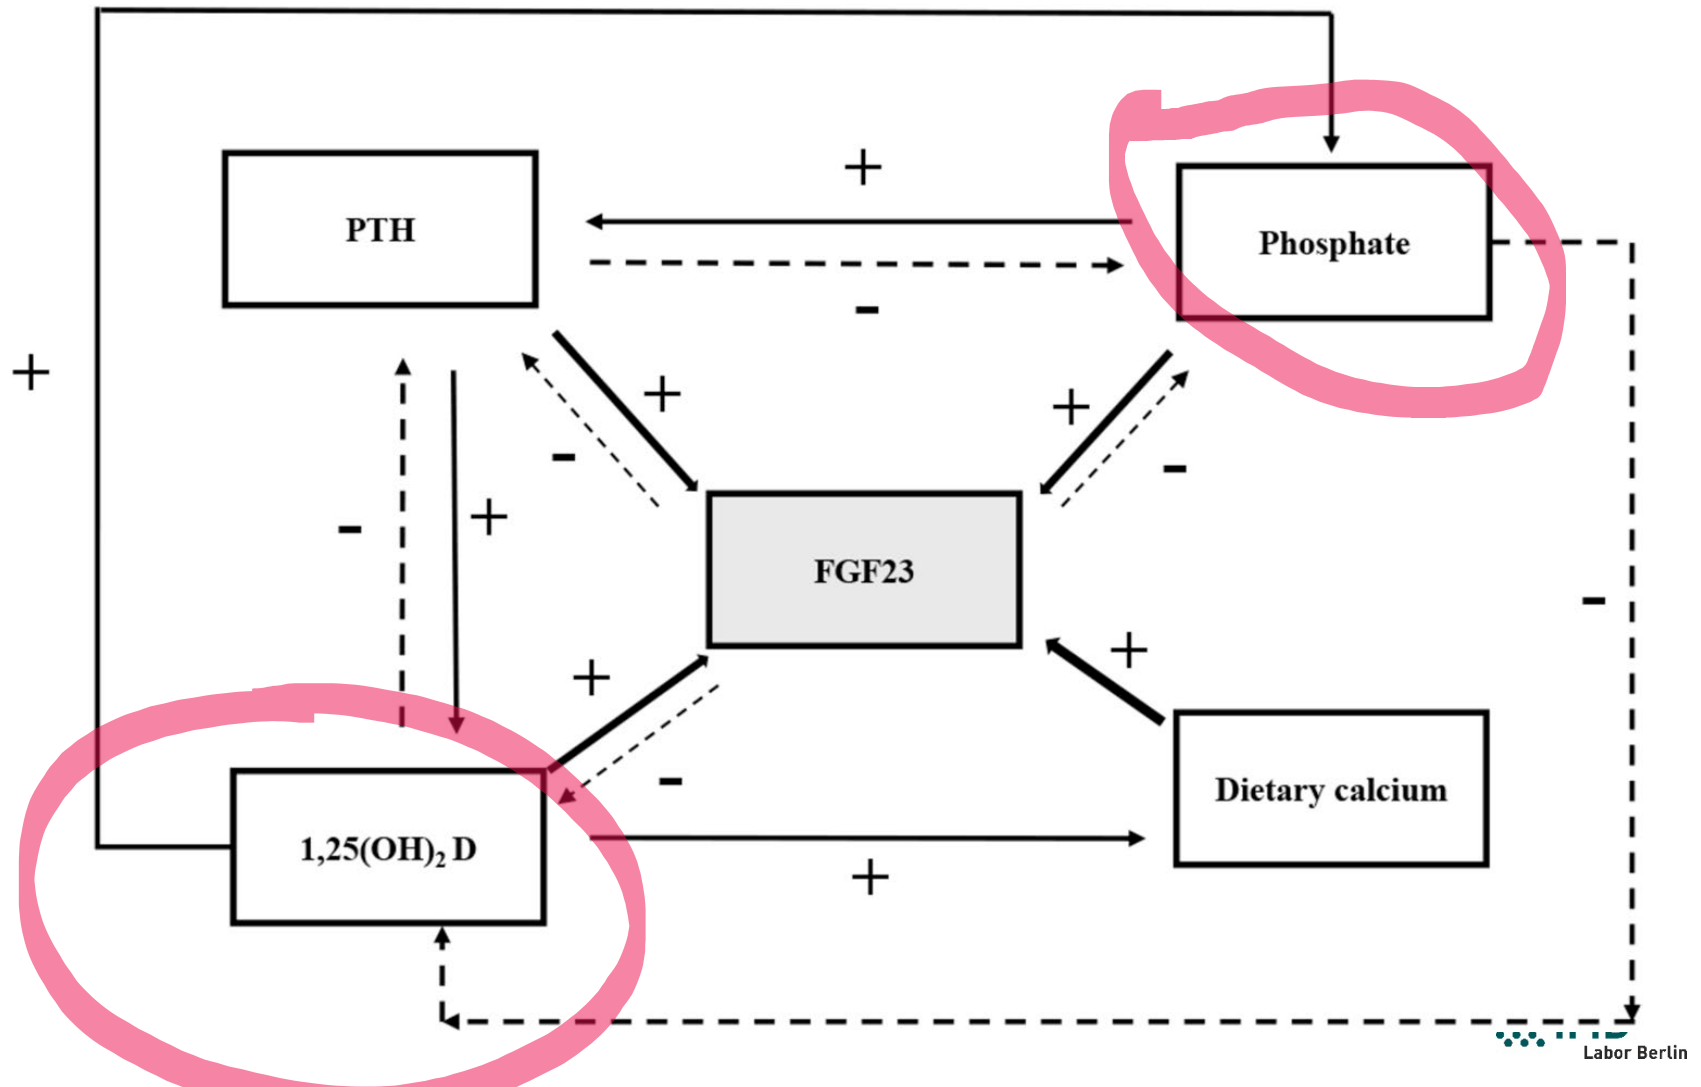 +
PTH
+
-
Phosphate
+
+
-
+
-
-
+
-
FGF23
-
+
+
-
1,25(OH)₂ D
+
Dietary calcium
Labor Berlin